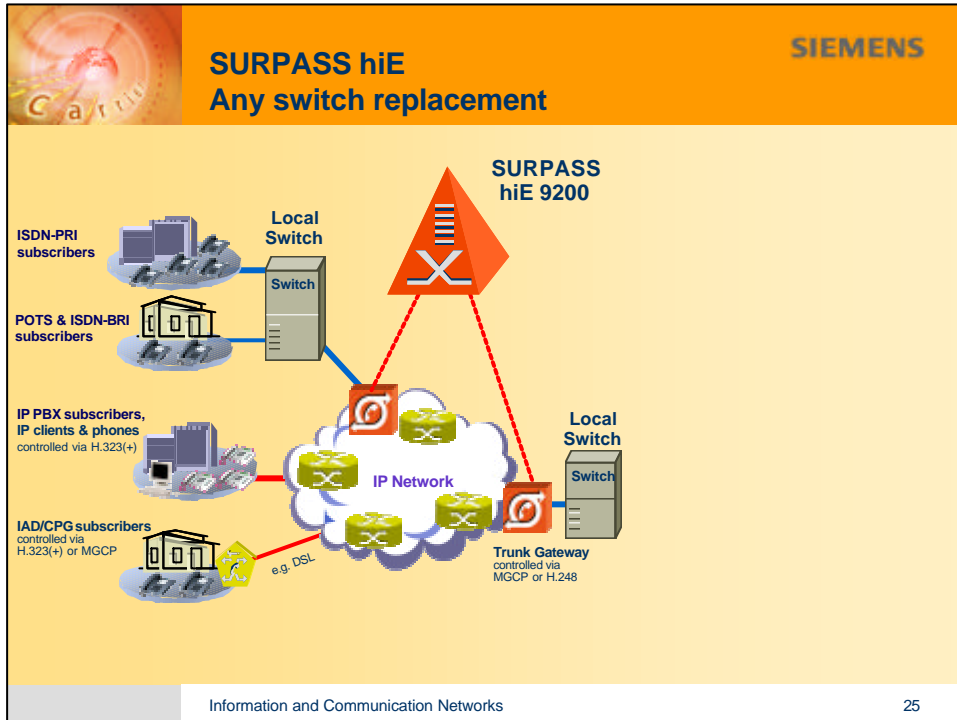 SURPASS hiE
Any switch replacement
SIEMENS
Cartis
SURPASS
hiE 9200
Local
Switch
ISDN-PRI
subscribers
Switch
POTS & ISDN-BRI
subscribers
IP PBX subscribers,
IP clients & phones
controlled via H.323(+)
Local
Switch
Switch
IP Network
IAD/CPG subscribers
controlled via
H.323(+) or MGCP
e.g. DSL
Trunk Gateway
controlled via
MGCP or H.248
Information and Communication Networks
25